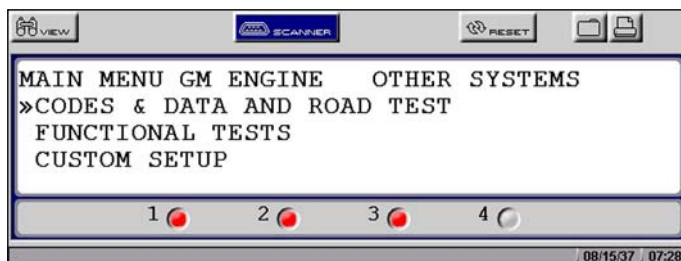 VIEW SCANNER RESET
MAIN MENU GM ENGINE OTHER SYSTEMS
»CODES & DATA AND ROAD TEST
FUNCTIONAL TESTS
CUSTOM SETUP
1 2 3 4
08/15/37 07:28